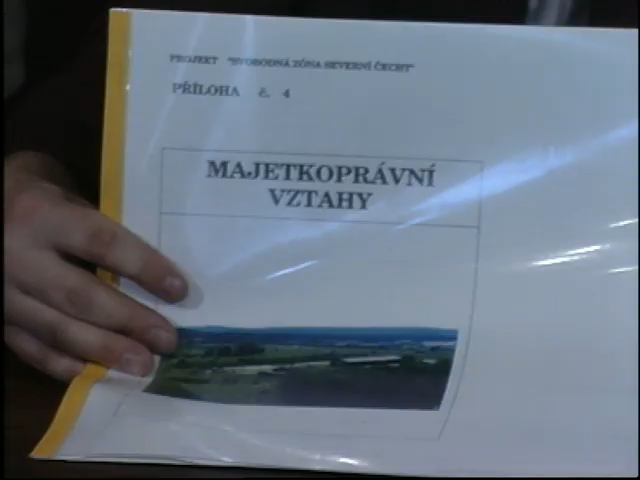 PROJEKT "SVOBODNÁ ZÓNA SEVERNÍ ČECHY"
PŘÍLOHA č. 4
MAJETKOPRÁVNÍ
VZTAHY